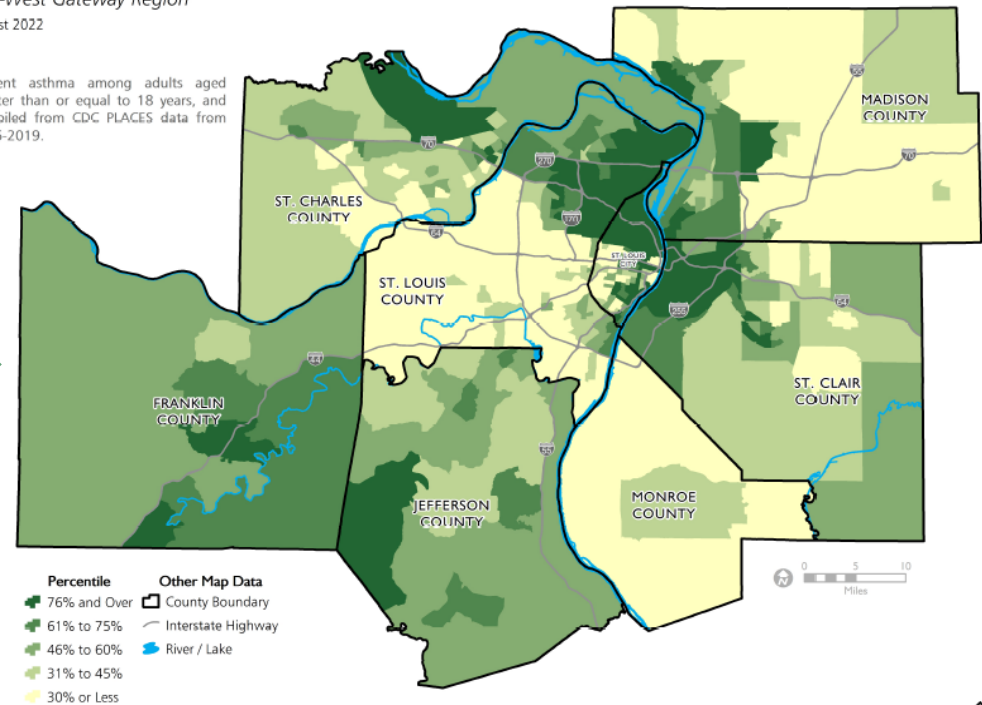 -West Gateway Region
st 2022
ent asthma among adults aged
ter than or equal to 18 years, and
piled from CDC PLACES data from
-2019.
MADISON
COUNTY
ST. CHARLES
COUNTY
ST. LOUIS
CITY
ST. LOUIS
COUNTY
FRANKLIN
COUNTY
ST. CLAIR
COUNTY
JEFFERSON
COUNTY
MONROE
COUNTY
55
70
70
270
170
64
64
255
44
55
N
0 5 10
Miles
Percentile
76% and Over
61% to 75%
46% to 60%
31% to 45%
30% or Less
Other Map Data
County Boundary
Interstate Highway
River / Lake